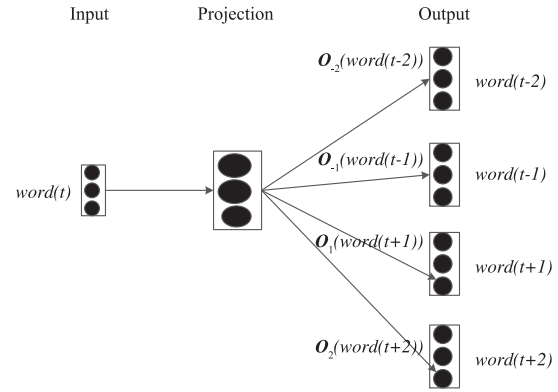 Input Projection Output
O-2(word(t-2))
word(t-2)
O-1(word(t-1))
word(t-1)
word(t)
O1(word(t+1))
word(t+1)
O2(word(t+2))
word(t+2)